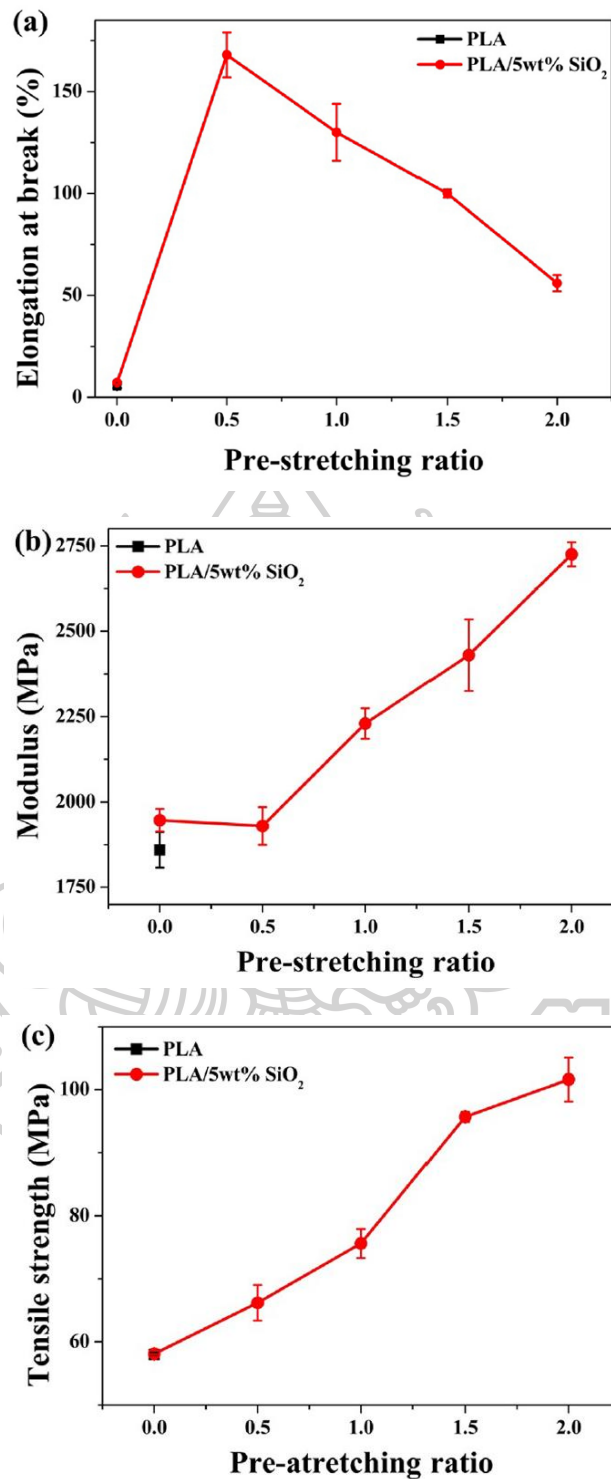 (a)
PLA
PLA/5wt% SiO₂
Elongation at break (%)
150
100
50
0
0.0 0.5 1.0 1.5 2.0
Pre-stretching ratio
(b)
PLA
PLA/5wt% SiO₂
Modulus (MPa)
2750
2500
2250
2000
1750
0.0 0.5 1.0 1.5 2.0
Pre-stretching ratio
(c)
PLA
PLA/5wt% SiO₂
Tensile strength (MPa)
100
80
60
0.0 0.5 1.0 1.5 2.0
Pre-atretching ratio